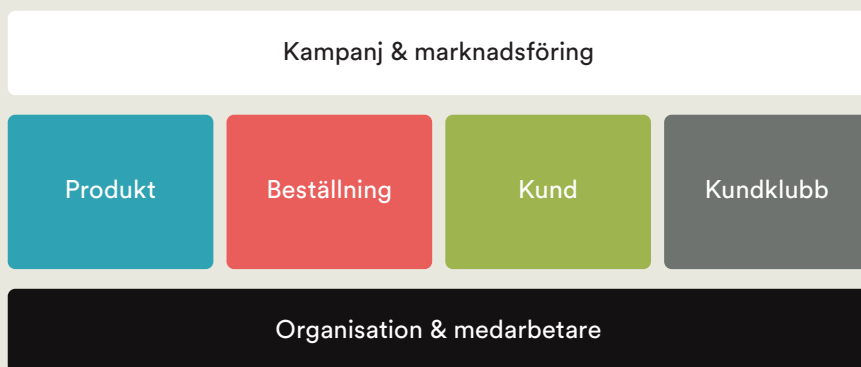 Kampanj & marknadsföring
Produkt
Beställning
Kund
Kundklubb
Organisation & medarbetare